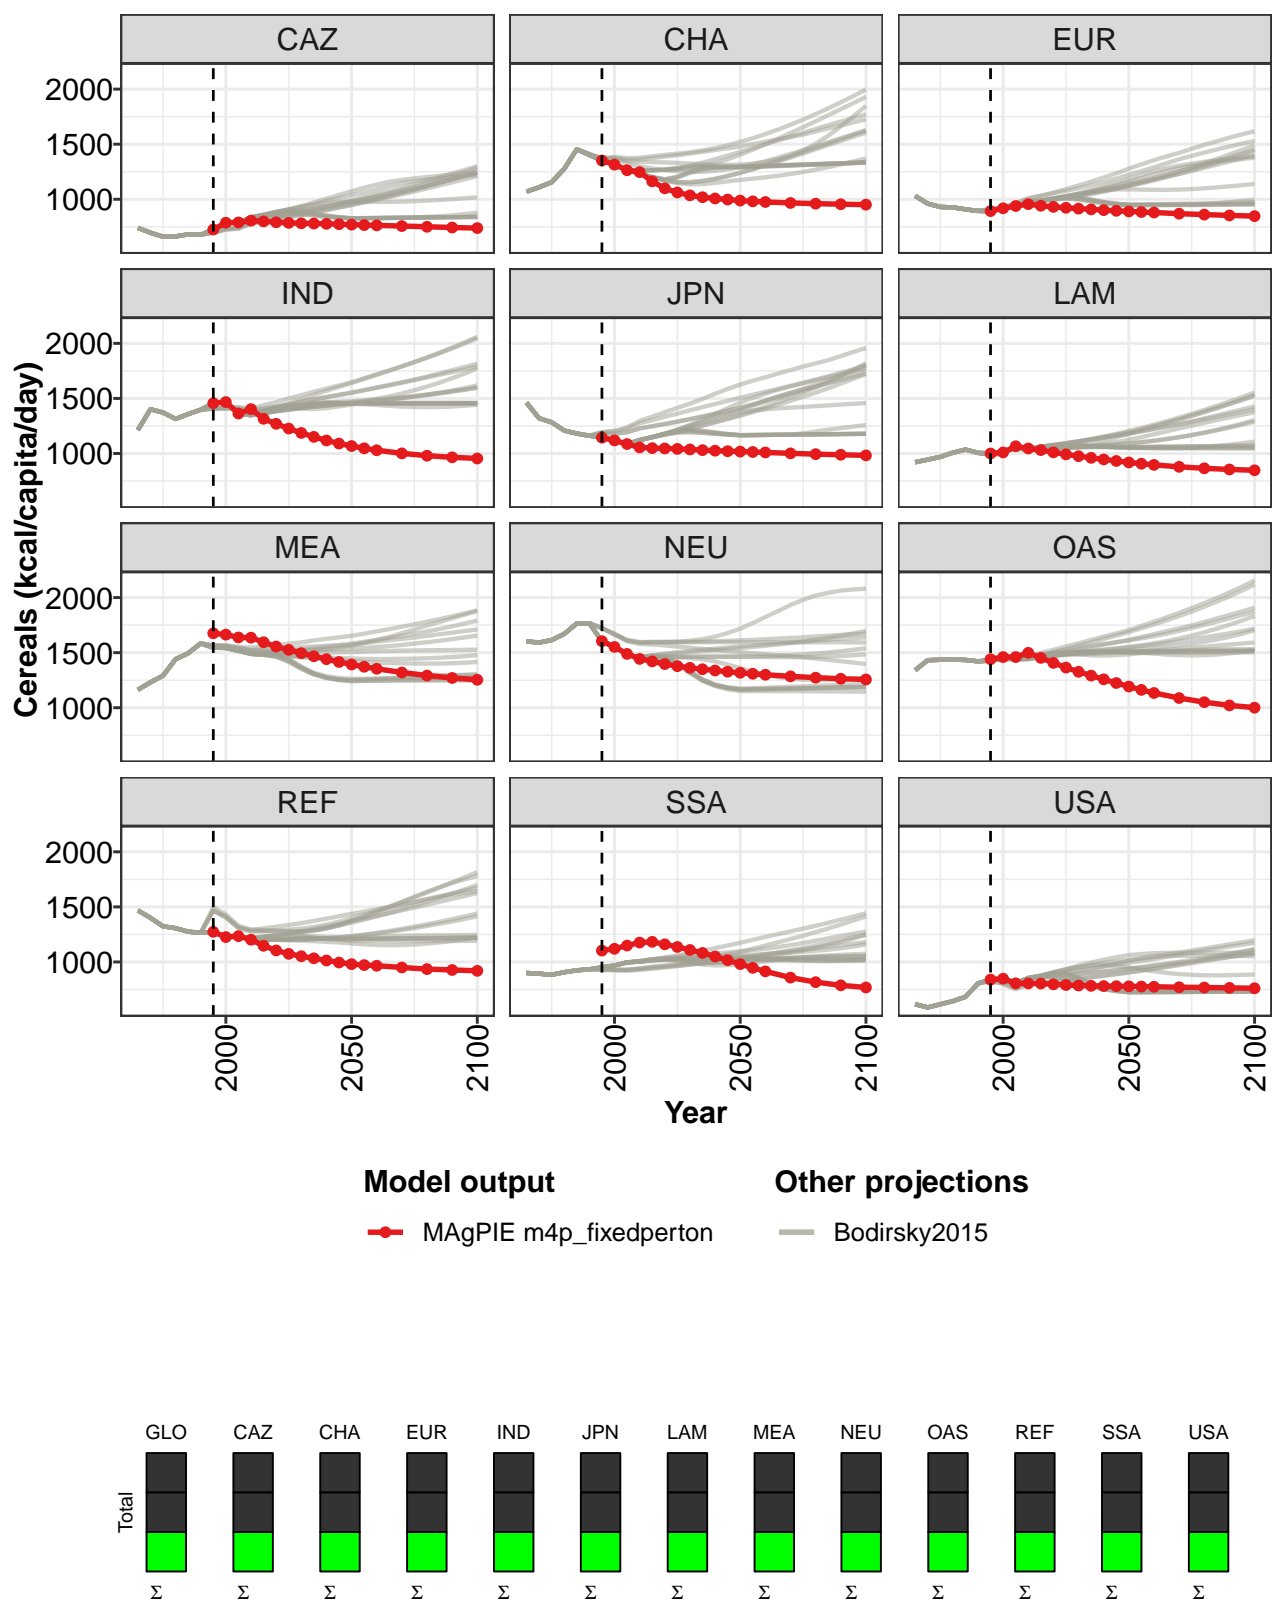 CAZ CHA EUR
2000
1500
1000
IND JPN LAM
2000
1500
1000
MEA NEU OAS
2000
1500
1000
REF SSA USA
2000
1500
1000
Cereals (kcal/capita/day)
2000 2050 2100 2000 2050 2100 2000 2050 2100
Year
Model output Other projections
MAgPIE m4p_fixedperton Bodirsky2015
GLO CAZ CHA EUR IND JPN LAM MEA NEU OAS REF SSA USA
Total
Σ Σ Σ Σ Σ Σ Σ Σ Σ Σ Σ Σ Σ